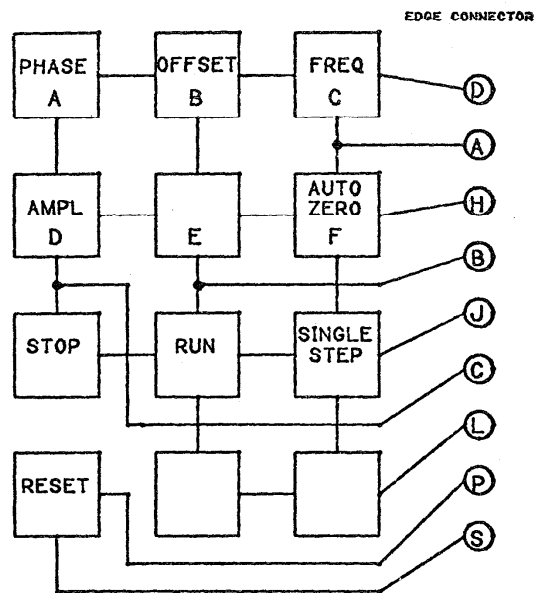 EDGE CONNECTOR
PHASE
A
OFFSET
B
FREQ
C
D
A
AMPL
D
E
AUTO
ZERO
F
H
B
STOP
RUN
SINGLE
STEP
J
C
L
RESET
P
S